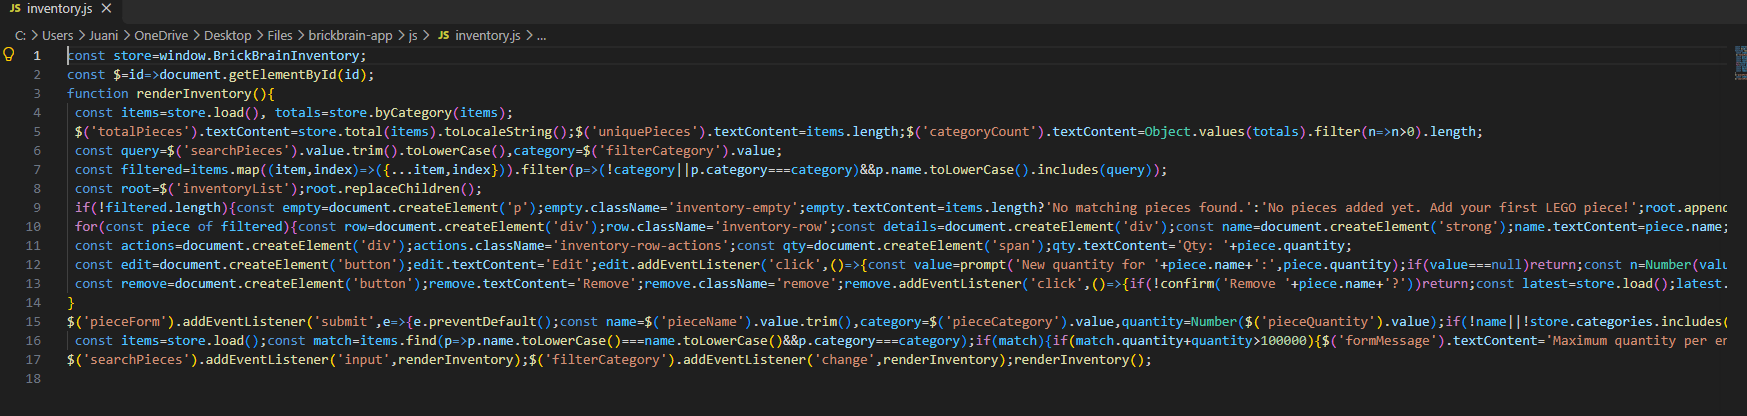 JS inventory.js ×
C: > Users > Juani > OneDrive > Desktop > Files > brickbrain-app > js > JS inventory.js > ...
1 const store=window.BrickBrainInventory;
2 const $=id=>document.getElementById(id);
3 function renderInventory(){
4 const items=store.load(), totals=store.byCategory(items);
5 $('totalPieces').textContent=store.total(items).toLocaleString();$('uniquePieces').textContent=items.length;$('categoryCount').textContent=Object.values(totals).filter(n=>n>0).length;
6 const query=$('searchPieces').value.trim().toLowerCase(),category=$('filterCategory').value;
7 const filtered=items.map((item,index)=>({...item,index})).filter(p=>(!category||p.category===category)&&p.name.toLowerCase().includes(query));
8 const root=$('inventoryList');root.replaceChildren();
9 if(!filtered.length){const empty=document.createElement('p');empty.className='inventory-empty';empty.textContent=items.length?'No matching pieces found.':'No pieces added yet. Add your first LEGO piece!';root.appen
10 for(const piece of filtered){const row=document.createElement('div');row.className='inventory-row';const details=document.createElement('div');const name=document.createElement('strong');name.textContent=piece.name;
11 const actions=document.createElement('div');actions.className='inventory-row-actions';const qty=document.createElement('span');qty.textContent='Qty: '+piece.quantity;
12 const edit=document.createElement('button');edit.textContent='Edit';edit.addEventListener('click',()=>{const value=prompt('New quantity for '+piece.name+':',piece.quantity);if(value===null)return;const n=Number(valu
13 const remove=document.createElement('button');remove.textContent='Remove';remove.className='remove';remove.addEventListener('click',()=>{if(!confirm('Remove '+piece.name+'?'))return;const latest=store.load();latest.
14 }
15 $('pieceForm').addEventListener('submit',e=>{e.preventDefault();const name=$('pieceName').value.trim(),category=$('pieceCategory').value,quantity=Number($('pieceQuantity').value);if(!name||!store.categories.includes(
16 const items=store.load();const match=items.find(p=>p.name.toLowerCase()===name.toLowerCase()&&p.category===category);if(match){if(match.quantity+quantity>100000){$('formMessage').textContent='Maximum quantity per en
17 $('searchPieces').addEventListener('input',renderInventory);$('filterCategory').addEventListener('change',renderInventory);renderInventory();
18